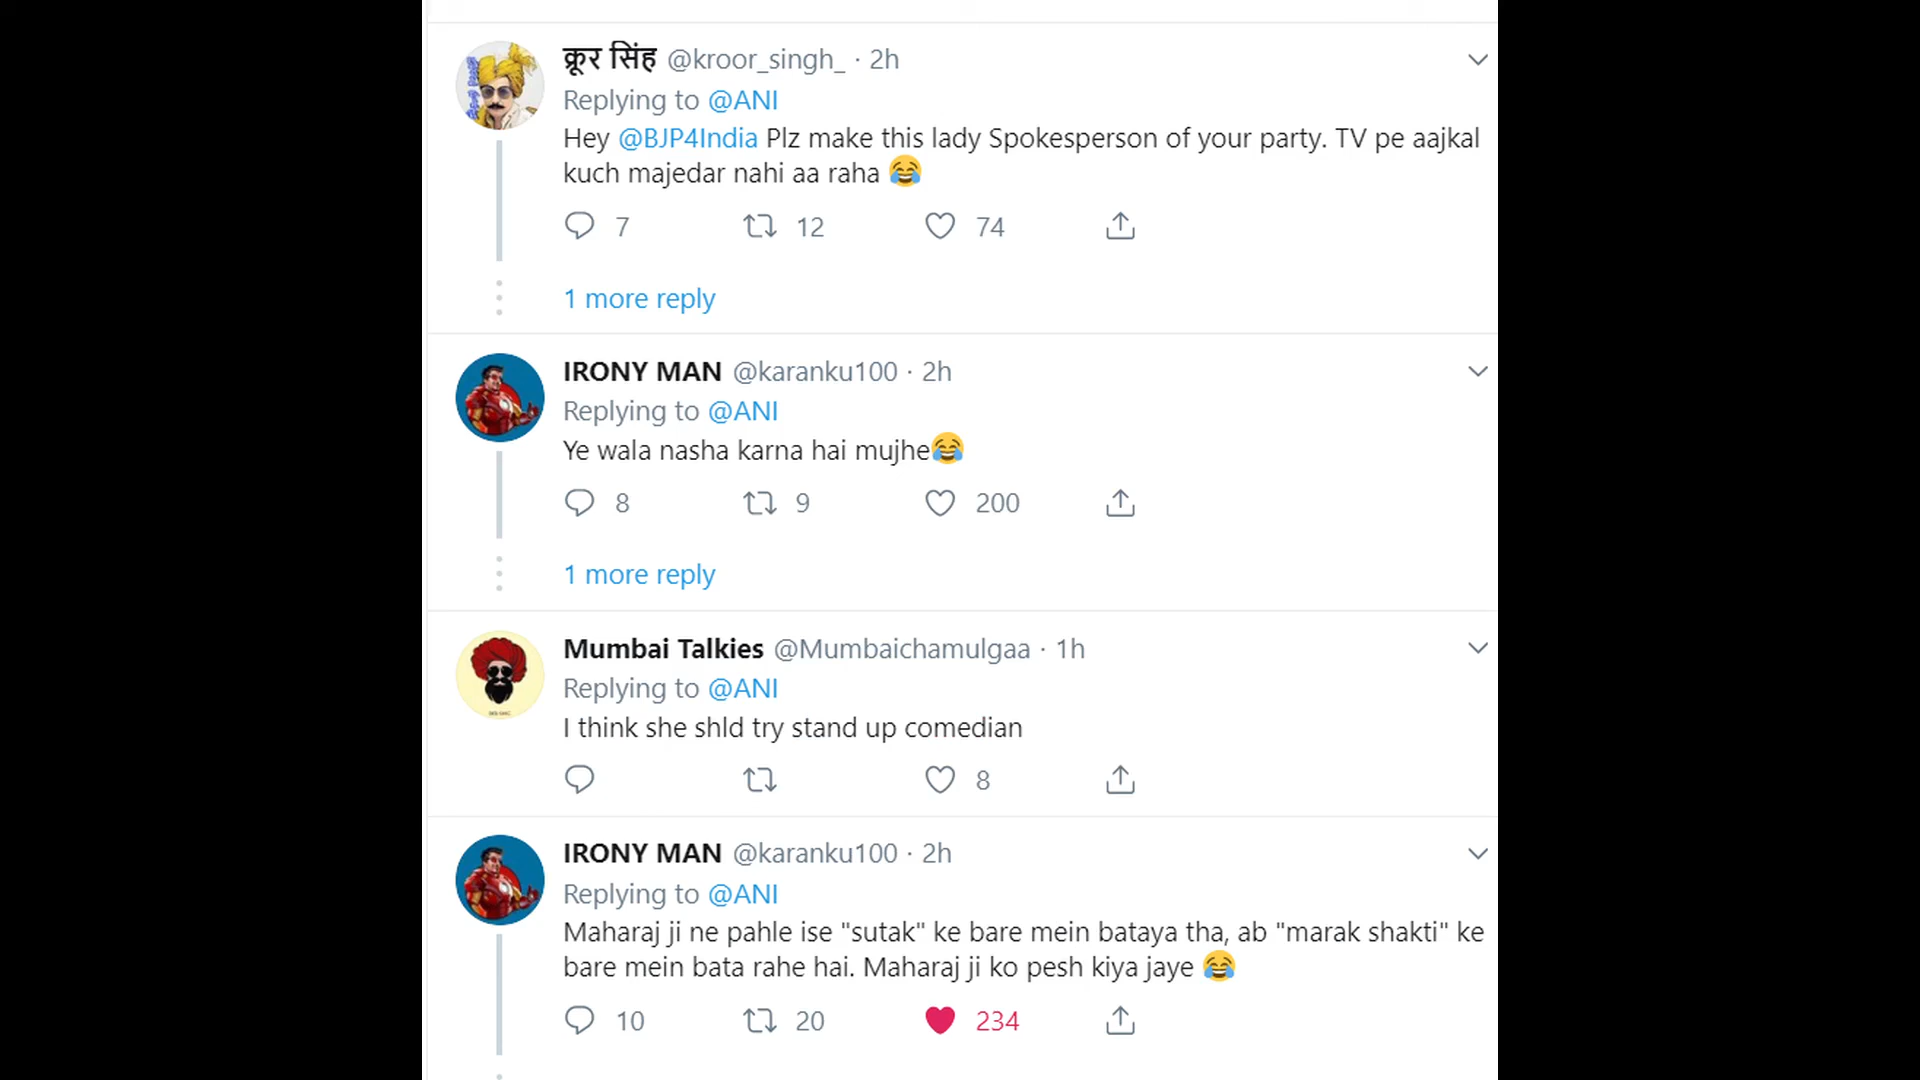 क्रूर सिंह @kroor_singh_ · 2h
Replying to @ANI
Hey @BJP4India Plz make this lady Spokesperson of your party. TV pe aajkal
kuch majedar nahi aa raha 😂
7 12 74
1 more reply
IRONY MAN @karanku100 · 2h
Replying to @ANI
Ye wala nasha karna hai mujhe😂
8 9 200
1 more reply
Mumbai Talkies @Mumbaichamulgaa · 1h
Replying to @ANI
I think she shld try stand up comedian
8
IRONY MAN @karanku100 · 2h
Replying to @ANI
Maharaj ji ne pahle ise "sutak" ke bare mein bataya tha, ab "marak shakti" ke
bare mein bata rahe hai. Maharaj ji ko pesh kiya jaye 😂
10 20 234